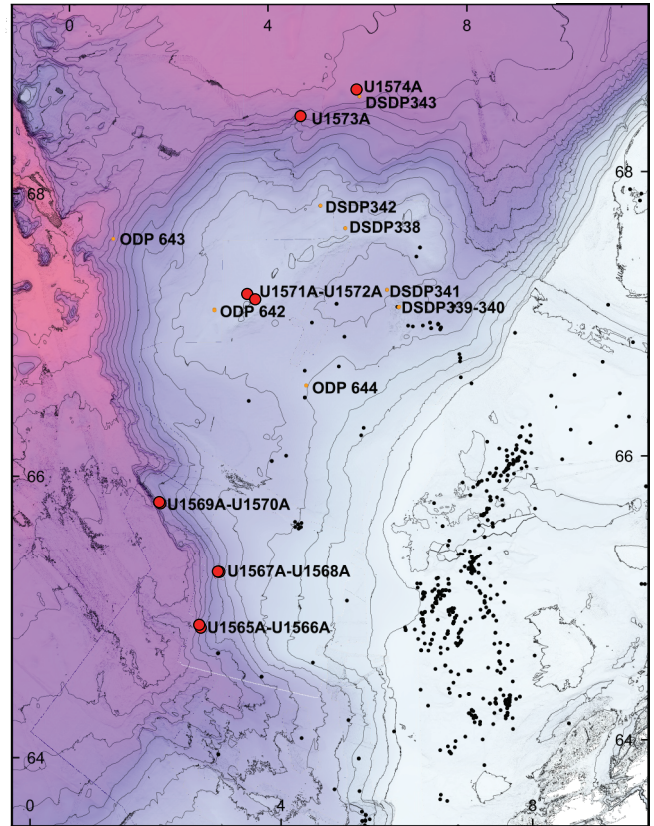 0 4 8
U1574A
DSDP343
U1573A
68
68
DSDP342
DSDP338
ODP 643
U1571A-U1572A
DSDP341
DSDP339-340
ODP 642
ODP 644
66
66
U1569A-U1570A
U1567A-U1568A
U1565A-U1566A
64
64
0 4 8